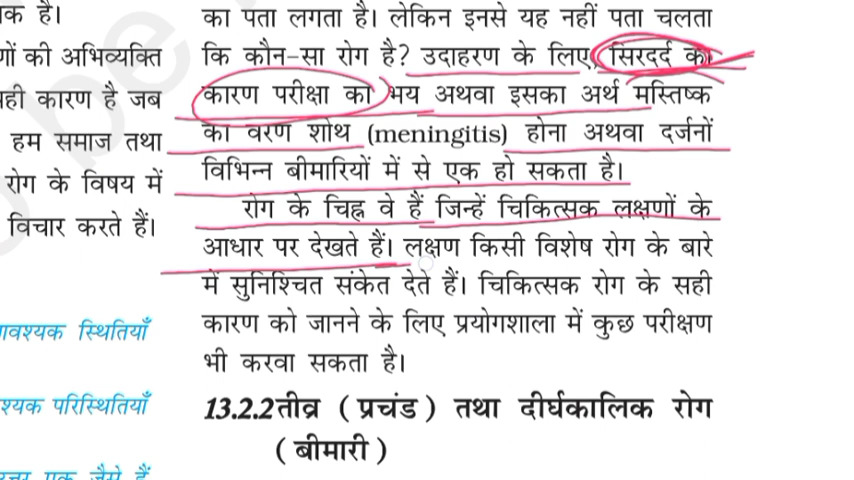 क है।
णों की अभिव्यक्ति
ही कारण है जब
हम समाज तथा
रोग के विषय में
विचार करते हैं।
वश्यक स्थितियाँ
श्यक परिस्थितियाँ
एक जैसे हैं
का पता लगता है। लेकिन इनसे यह नहीं पता चलता
कि कौन-सा रोग है? उदाहरण के लिए, सिरदर्द का
कारण परीक्षा का भय अथवा इसका अर्थ मस्तिष्क
का वरण शोथ (meningitis) होना अथवा दर्जनों
विभिन्न बीमारियों में से एक हो सकता है।
रोग के चिह्न वे हैं जिन्हें चिकित्सक लक्षणों के
आधार पर देखते हैं। लक्षण किसी विशेष रोग के बारे
में सुनिश्चित संकेत देते हैं। चिकित्सक रोग के सही
कारण को जानने के लिए प्रयोगशाला में कुछ परीक्षण
भी करवा सकता है।
13.2.2तीव्र (प्रचंड) तथा दीर्घकालिक रोग
(बीमारी)